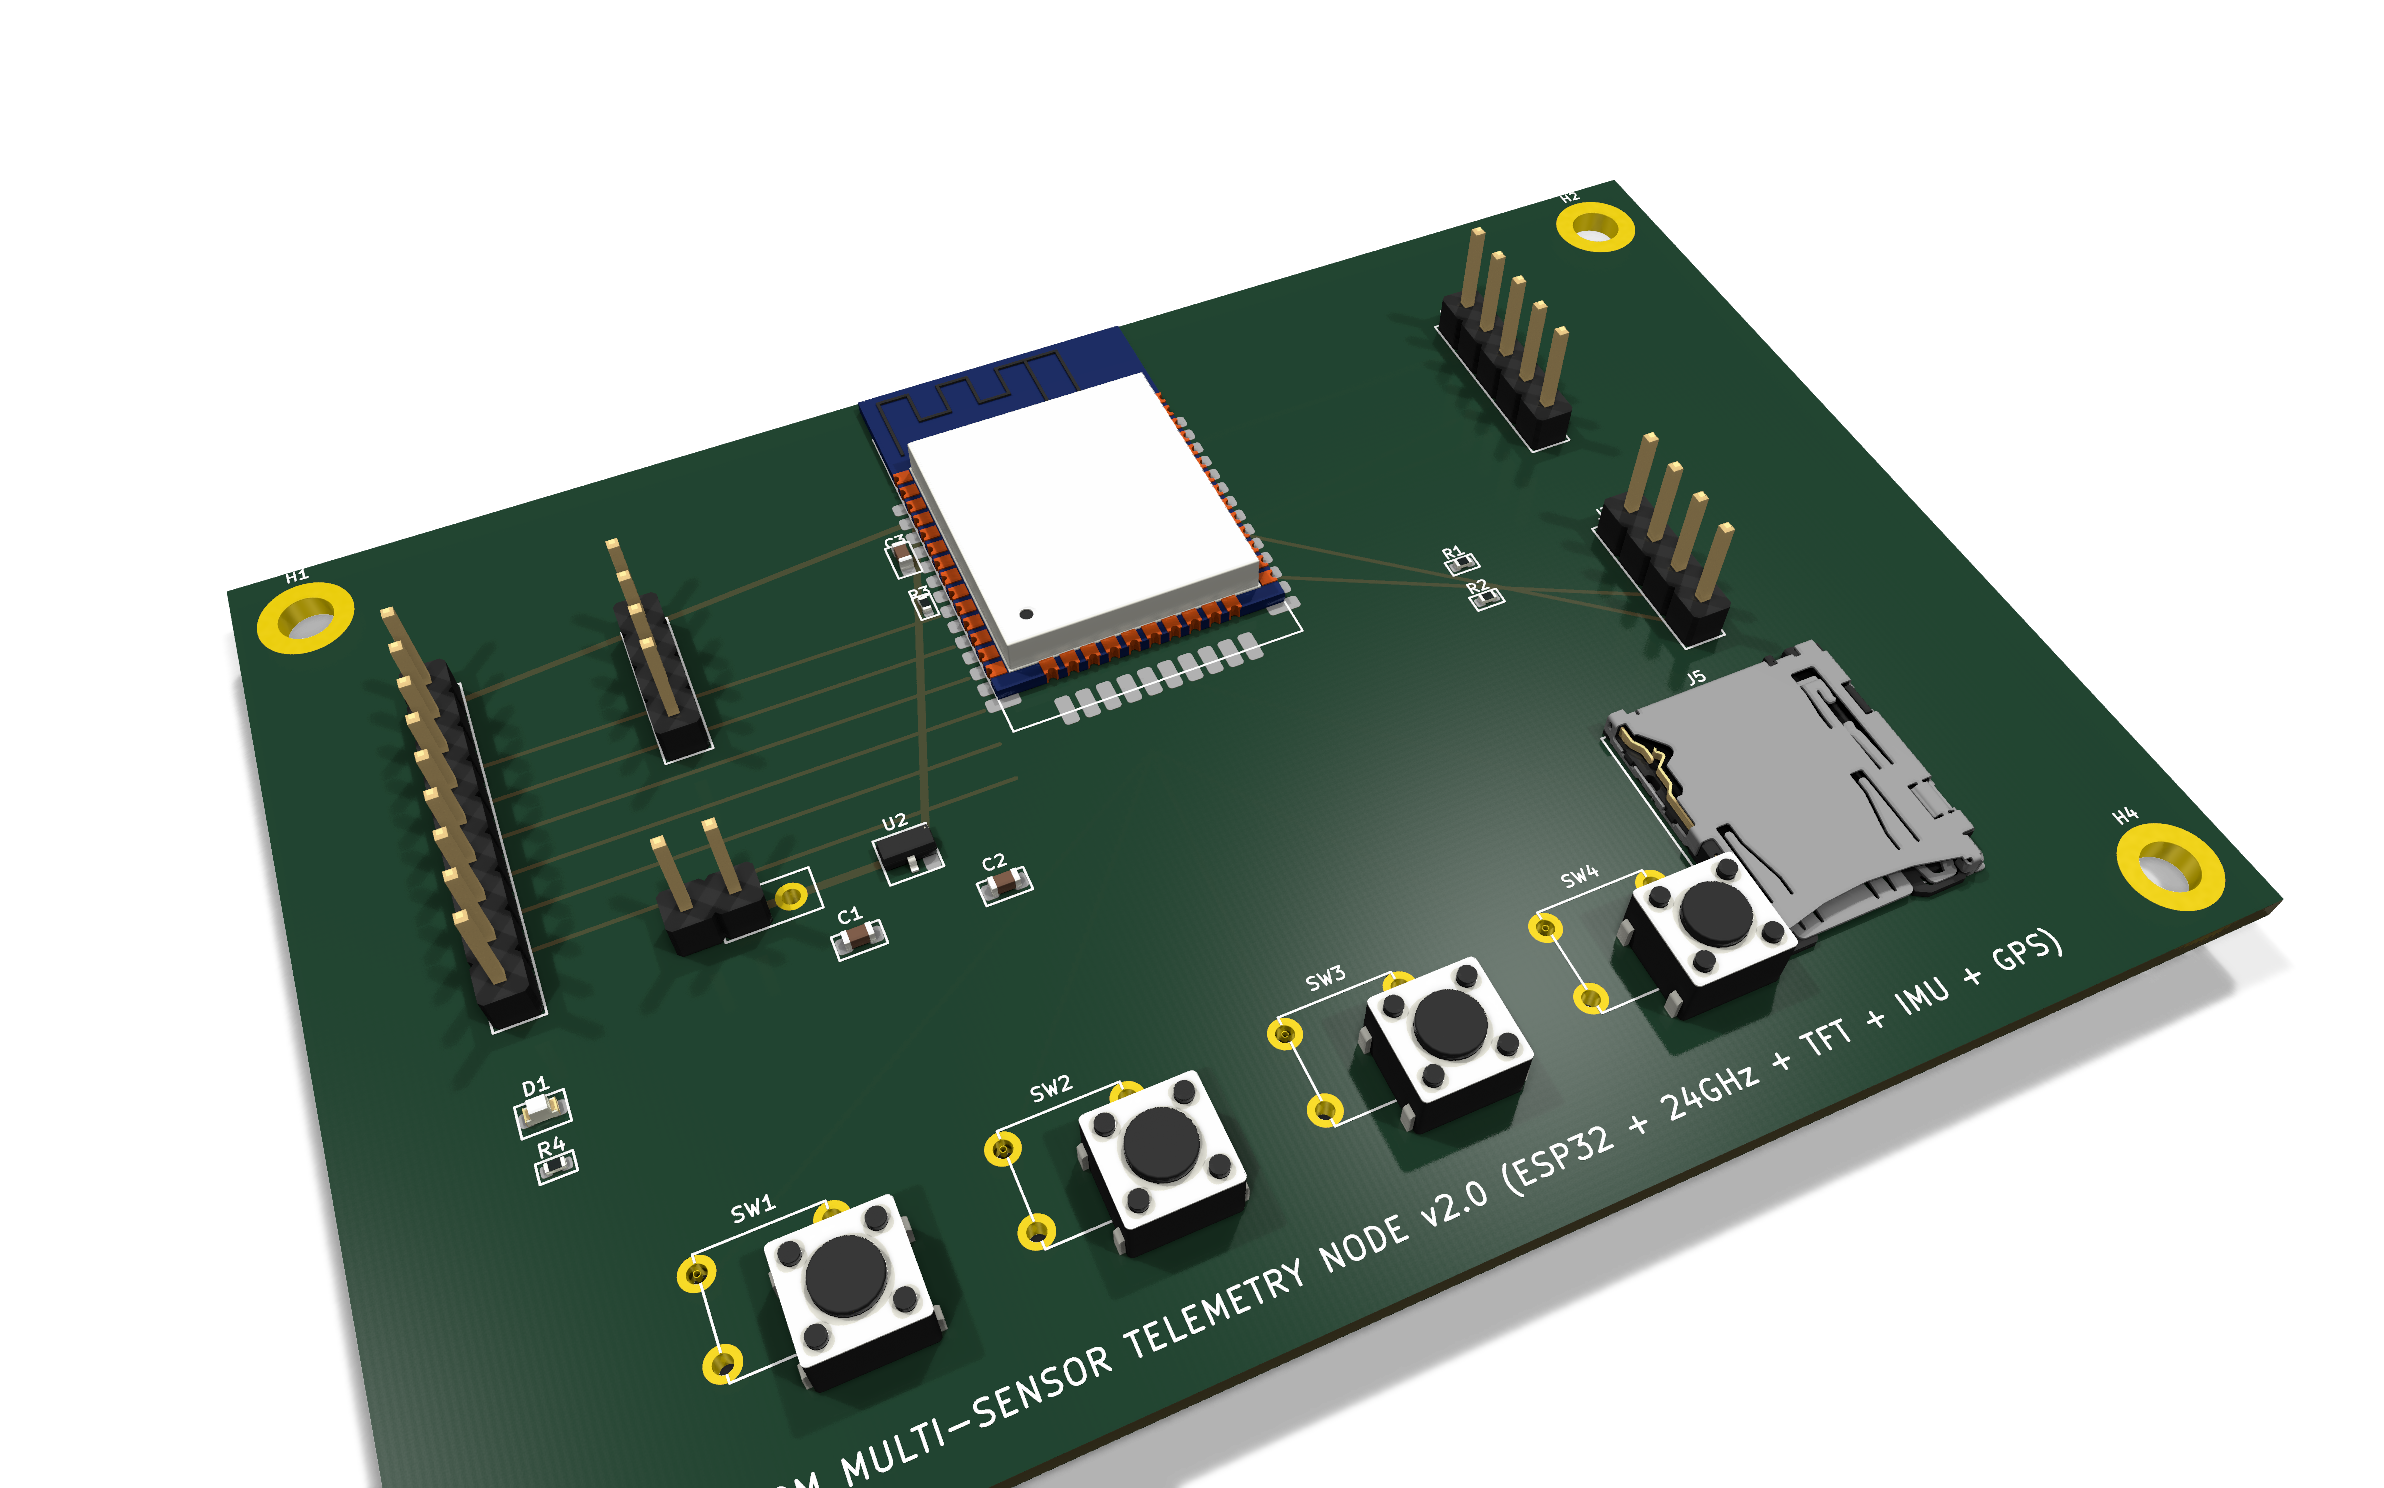 H2
H1
C3
R3
R1
R2
J5
U2
C2
C1
H4
SW4
SW3
SW2
SW1
D1
R4
MULTI-SENSOR TELEMETRY NODE v2.0 (ESP32 + 24GHz + TFT + IMU + GPS)